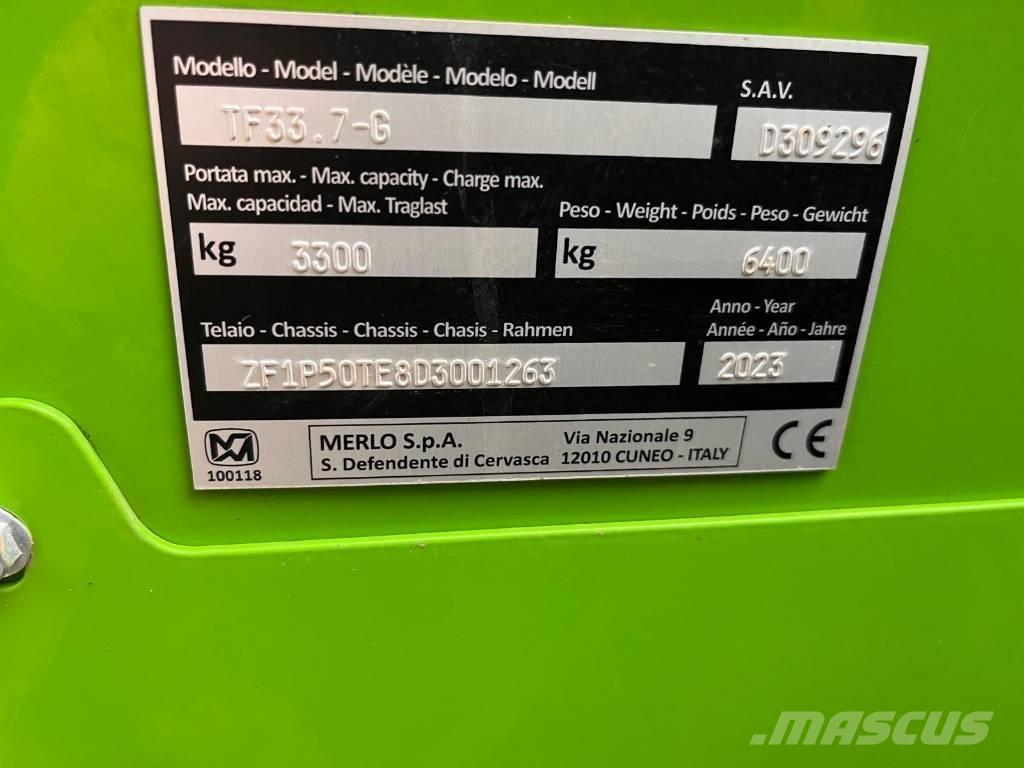 Modello - Model - Modèle - Modelo - Modell
S.A.V.
TF33.7-G
D309296
Portata max. - Max. capacity - Charge max.
Max. capacidad - Max. Traglast
Peso - Weight - Poids - Peso - Gewicht
kg 3300
kg 6400
Anno - Year
Telaio - Chassis - Chassis - Chasis - Rahmen
Année - Año - Jahre
ZF1P50TE8D3001263
2023
MERLO S.p.A.
Via Nazionale 9
S. Defendente di Cervasca
12010 CUNEO - ITALY
CE
100118
MASCUS